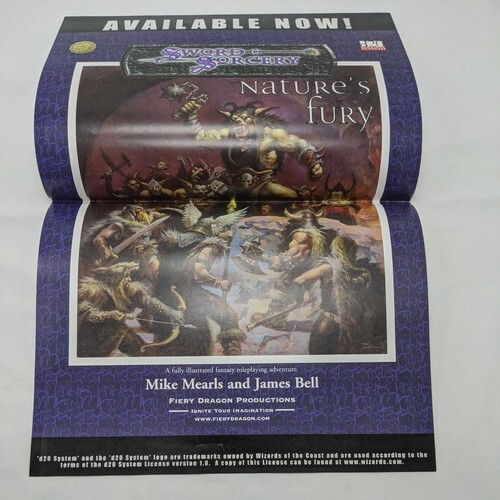 AVAILABLE NOW!
SWORD & SORCERY
d20
System
Nature's
fury
A fully illustrated fantasy roleplaying adventure.
Mike Mearls and James Bell
FIERY DRAGON PRODUCTIONS
IGNITE YOUR IMAGINATION
WWW.FIERYDRAGON.COM
'd20 System" and the 'd20 System' logo are trademarks owned by Wizards of the Coast and are used according to the
terms of the d20 System License version 1.0. A copy of this License can be found at www.wizards.com.